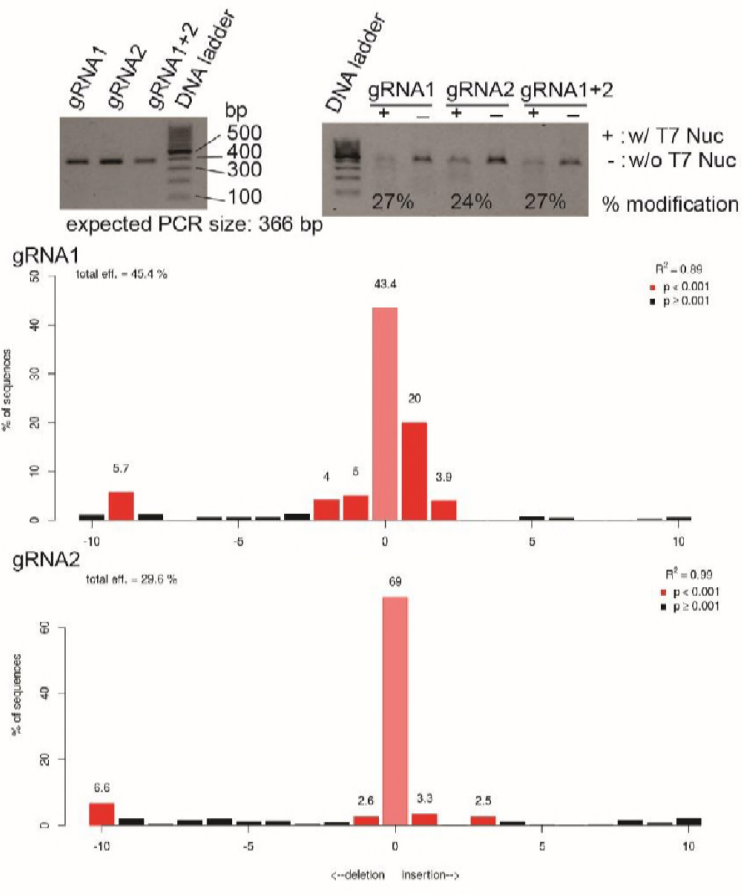 gRNA1
gRNA2
gRNA1+2
DNA ladder
bp
500
400
300
100
expected PCR size: 366 bp
DNA ladder
gRNA1 gRNA2 gRNA1+2
+ – + – + –
27% 24% 27%
+ : w/ T7 Nuc
- : w/o T7 Nuc
% modification
gRNA1
total eff. = 45.4 %
R² = 0.89
p < 0.001
p ≥ 0.001
% of sequences
50
40
30
20
10
0
5.7
4
5
43.4
20
3.9
-10 -5 0 5 10
gRNA2
total eff. = 29.6 %
R² = 0.99
p < 0.001
p ≥ 0.001
% of sequences
60
40
20
0
6.6
2.6
69
3.3
2.5
-10 -5 0 5 10
<--deletion insertion-->